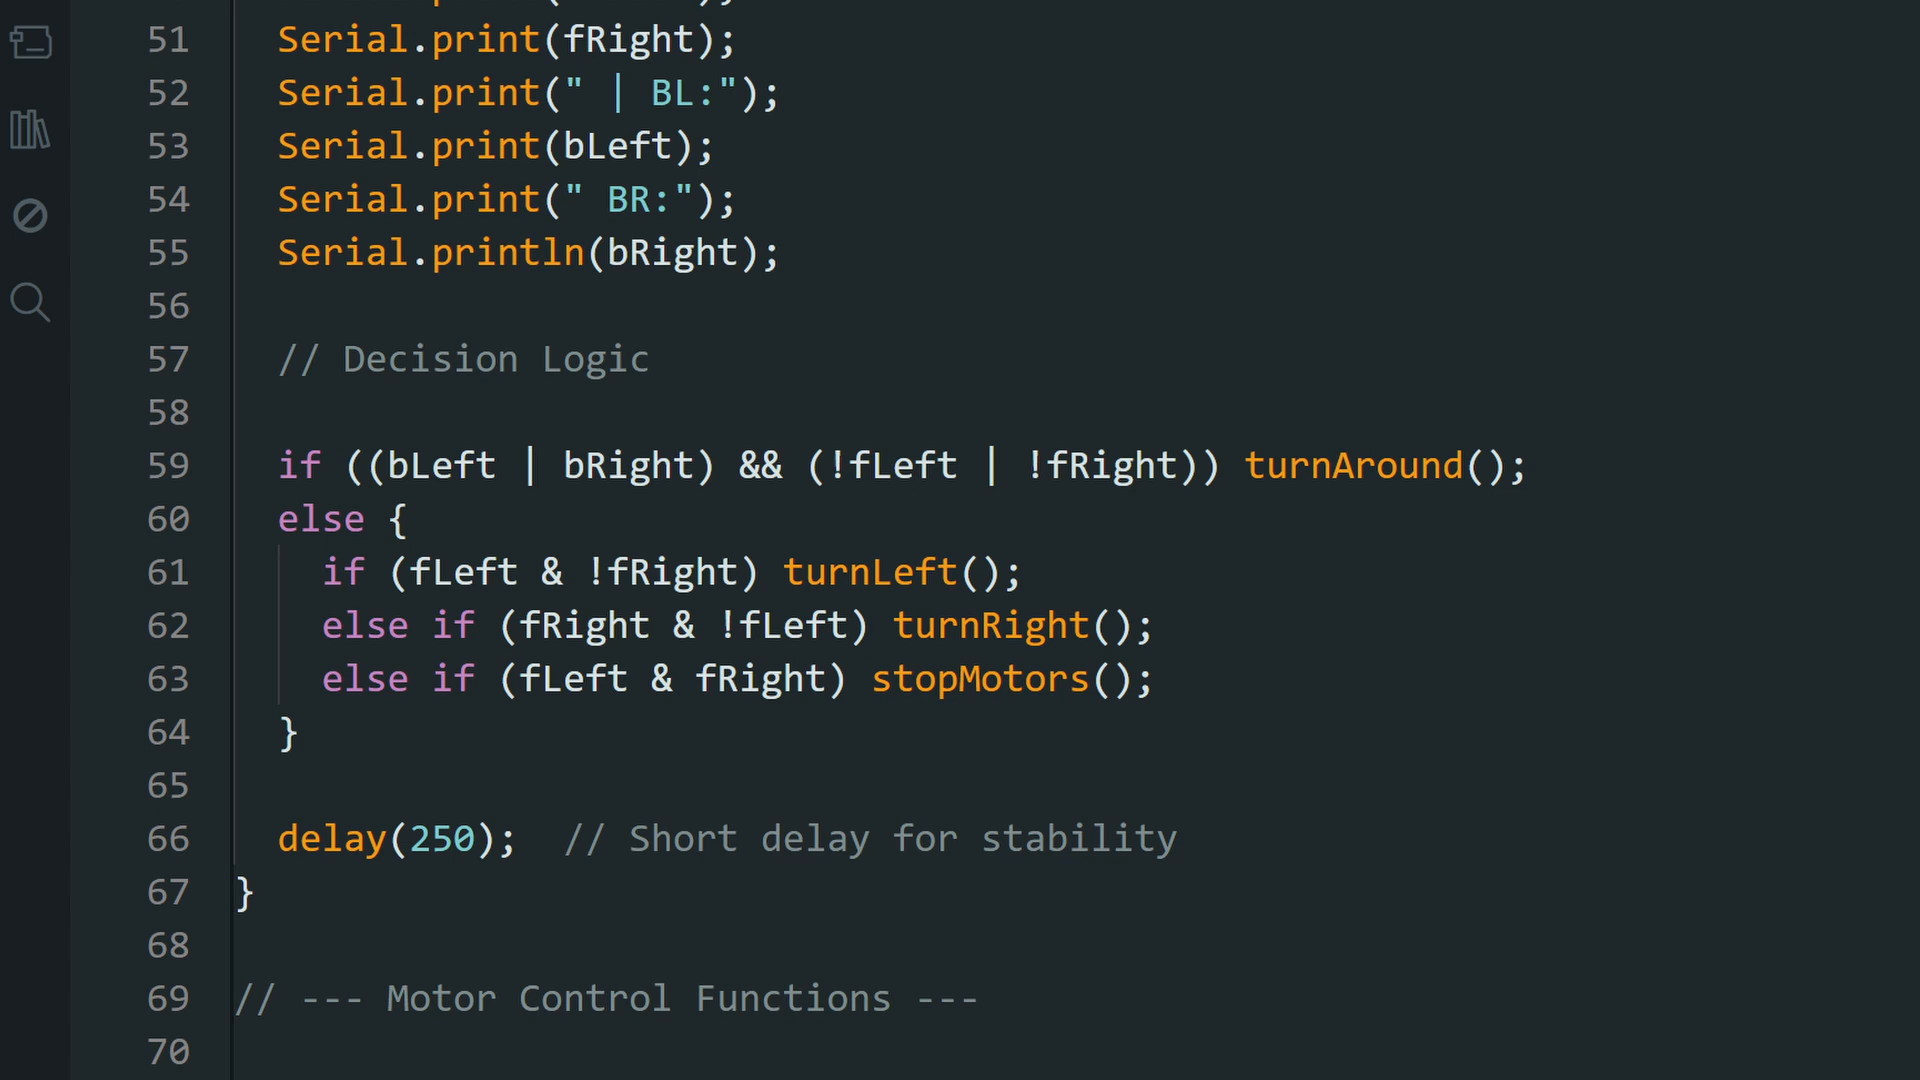 51 Serial.print(fRight);
52 Serial.print(" | BL:");
53 Serial.print(bLeft);
54 Serial.print(" BR:");
55 Serial.println(bRight);
56
57 // Decision Logic
58
59 if ((bLeft | bRight) && (!fLeft | !fRight)) turnAround();
60 else {
61 if (fLeft & !fRight) turnLeft();
62 else if (fRight & !fLeft) turnRight();
63 else if (fLeft & fRight) stopMotors();
64 }
65
66 delay(250);  // Short delay for stability
67 }
68
69 // --- Motor Control Functions ---
70